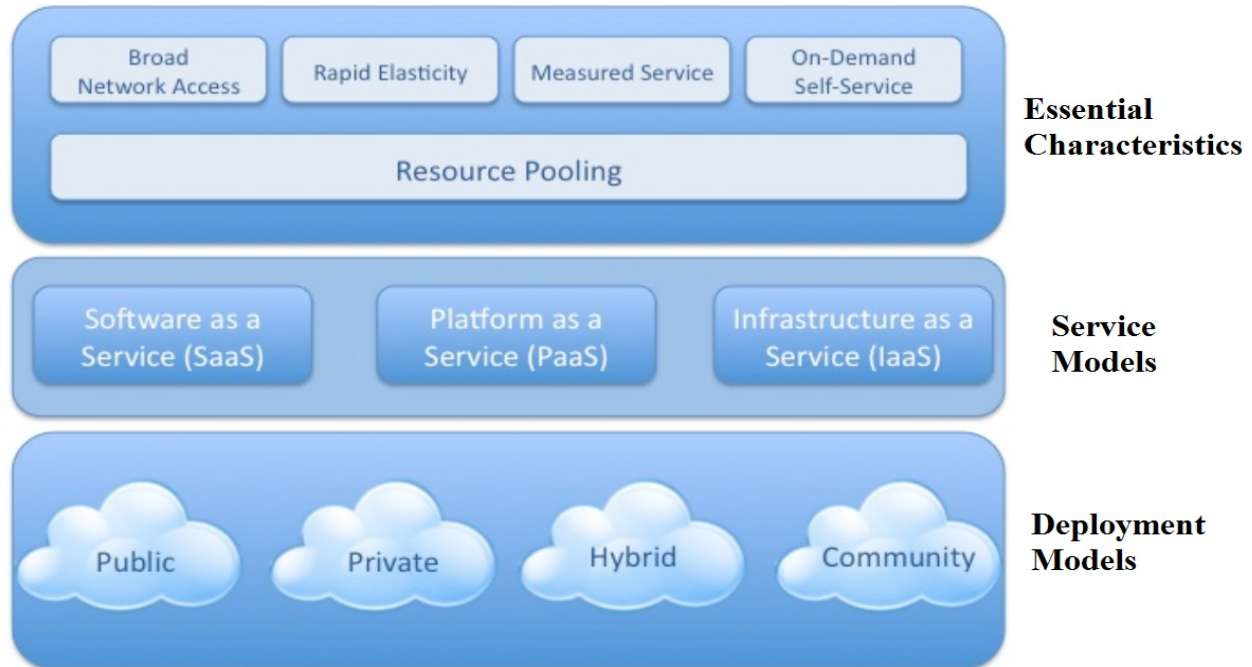 Broad
Network Access
Rapid Elasticity
Measured Service
On-Demand
Self-Service
Resource Pooling
Essential
Characteristics
Software as a
Service (SaaS)
Platform as a
Service (PaaS)
Infrastructure as a
Service (IaaS)
Service
Models
Public
Private
Hybrid
Community
Deployment
Models